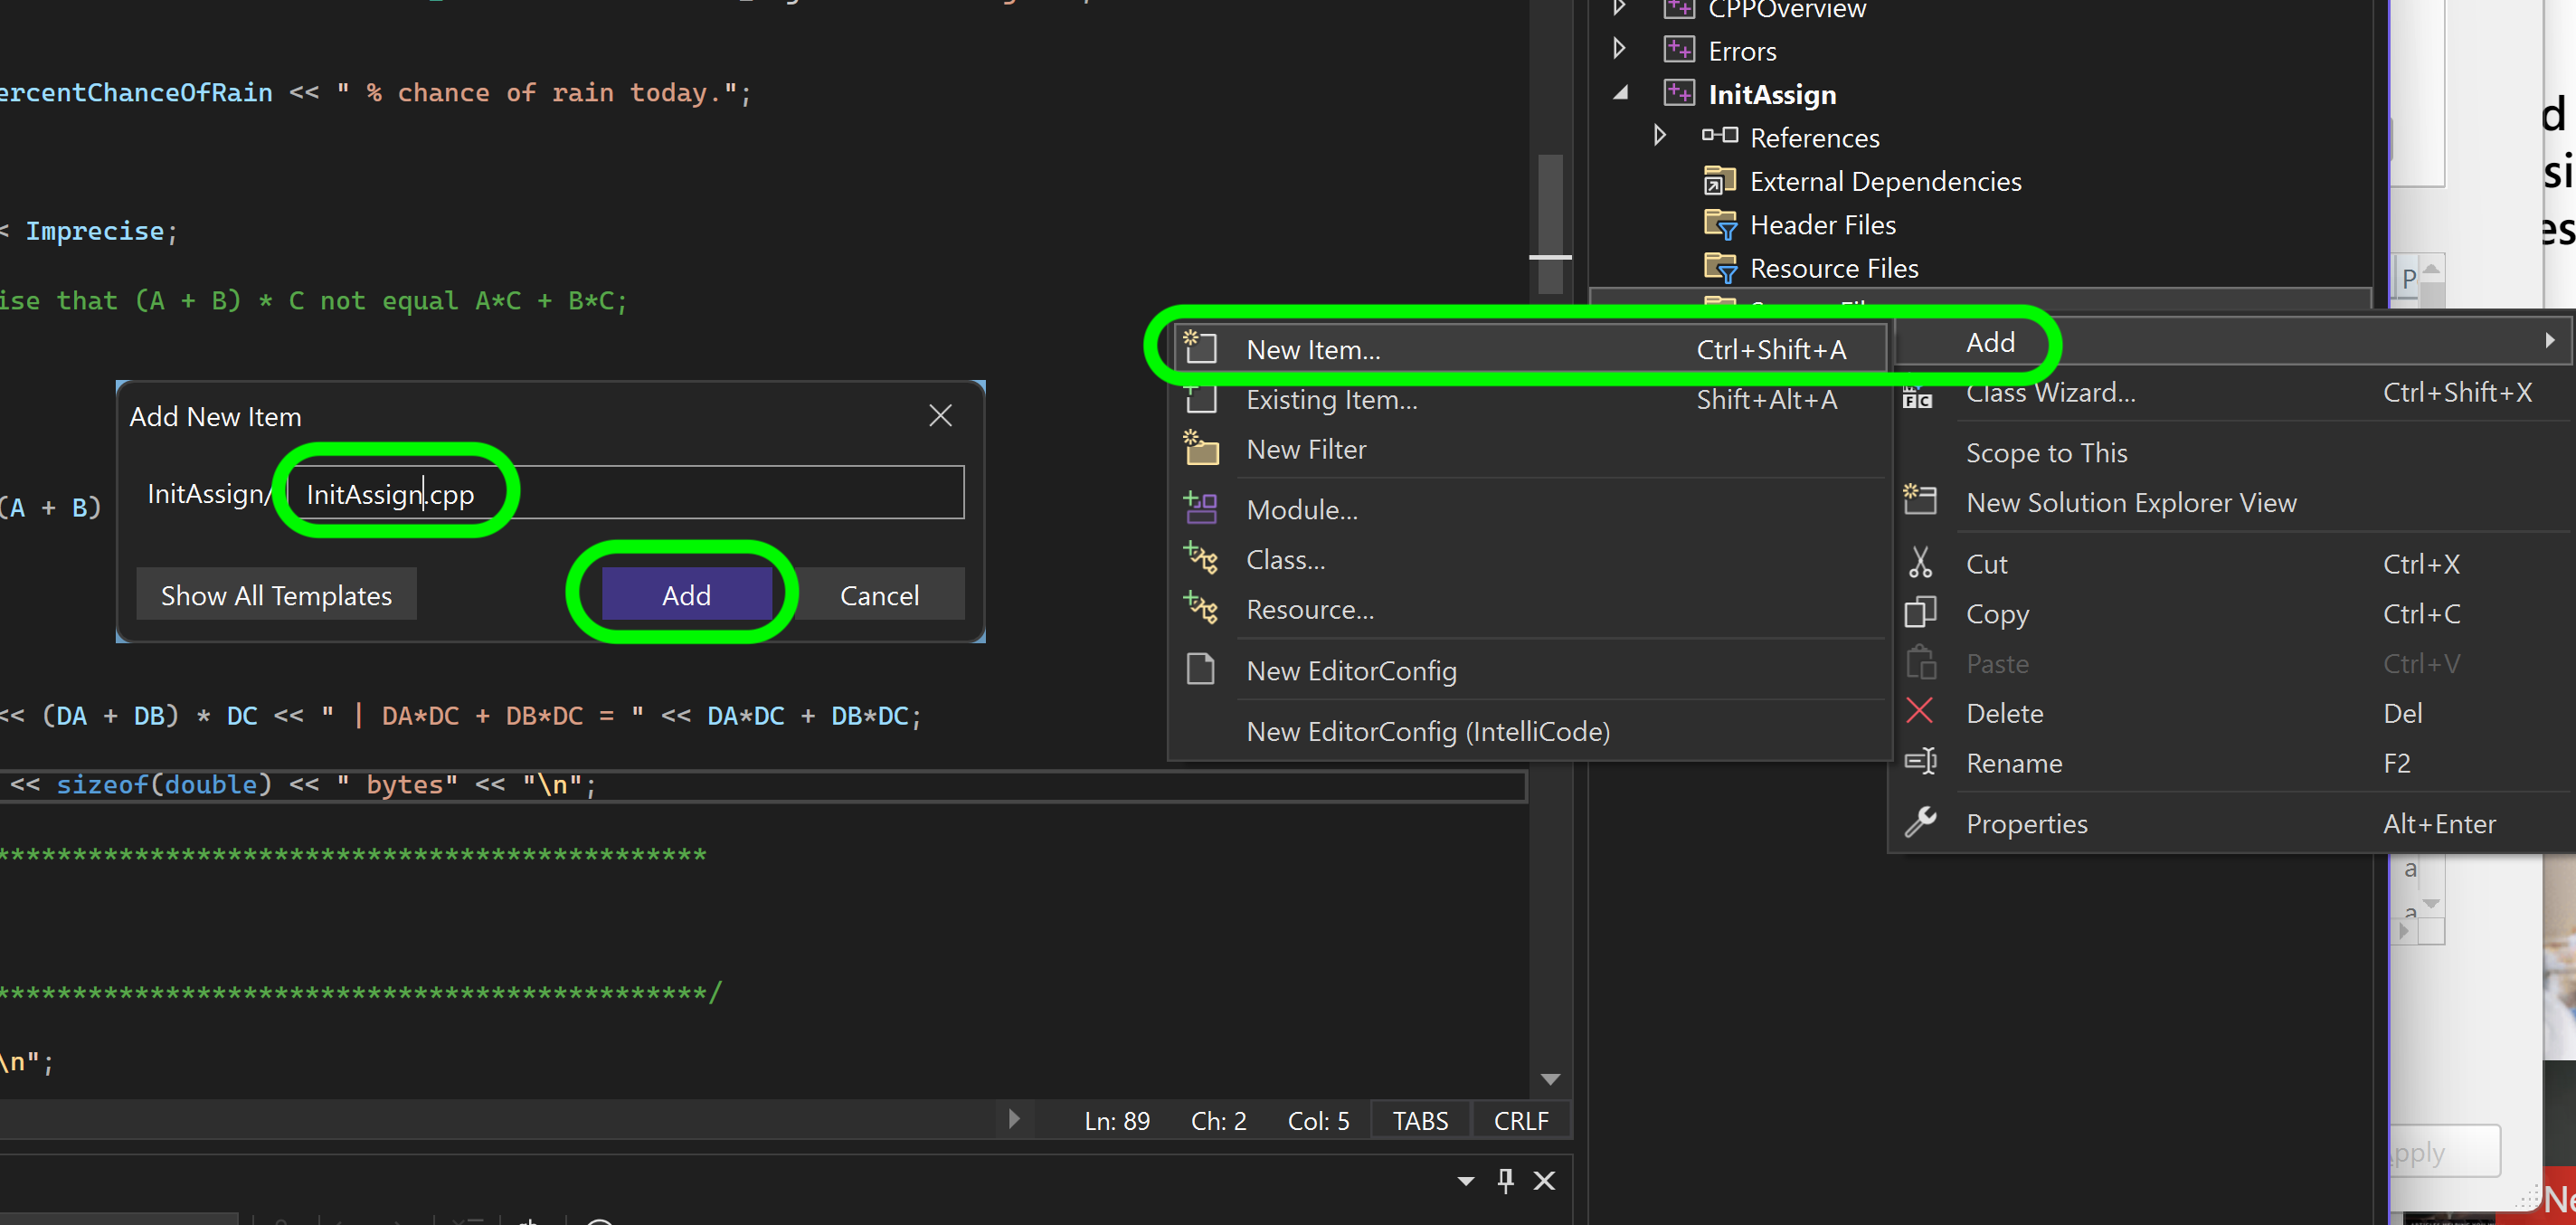 ercentChanceOfRain << " % chance of rain today.";
< Imprecise;
ise that (A + B) * C not equal A*C + B*C;
(A + B)
<< (DA + DB) * DC << " | DA*DC + DB*DC = " << DA*DC + DB*DC;
<< sizeof(double) << " bytes" << "\n";
**********************************************
**********************************************/
\n";
Add New Item
InitAssign/ InitAssign.cpp
Show All Templates Add Cancel
Ln: 89 Ch: 2 Col: 5 TABS CRLF
CPPOverview
Errors
InitAssign
References
External Dependencies
Header Files
Resource Files
New Item... Ctrl+Shift+A
Existing Item... Shift+Alt+A
New Filter
Module...
Class...
Resource...
New EditorConfig
New EditorConfig (IntelliCode)
Add
Class Wizard... Ctrl+Shift+X
Scope to This
New Solution Explorer View
Cut Ctrl+X
Copy Ctrl+C
Paste Ctrl+V
Delete Del
Rename F2
Properties Alt+Enter
d
si
es
P
a
a
pply
Ne